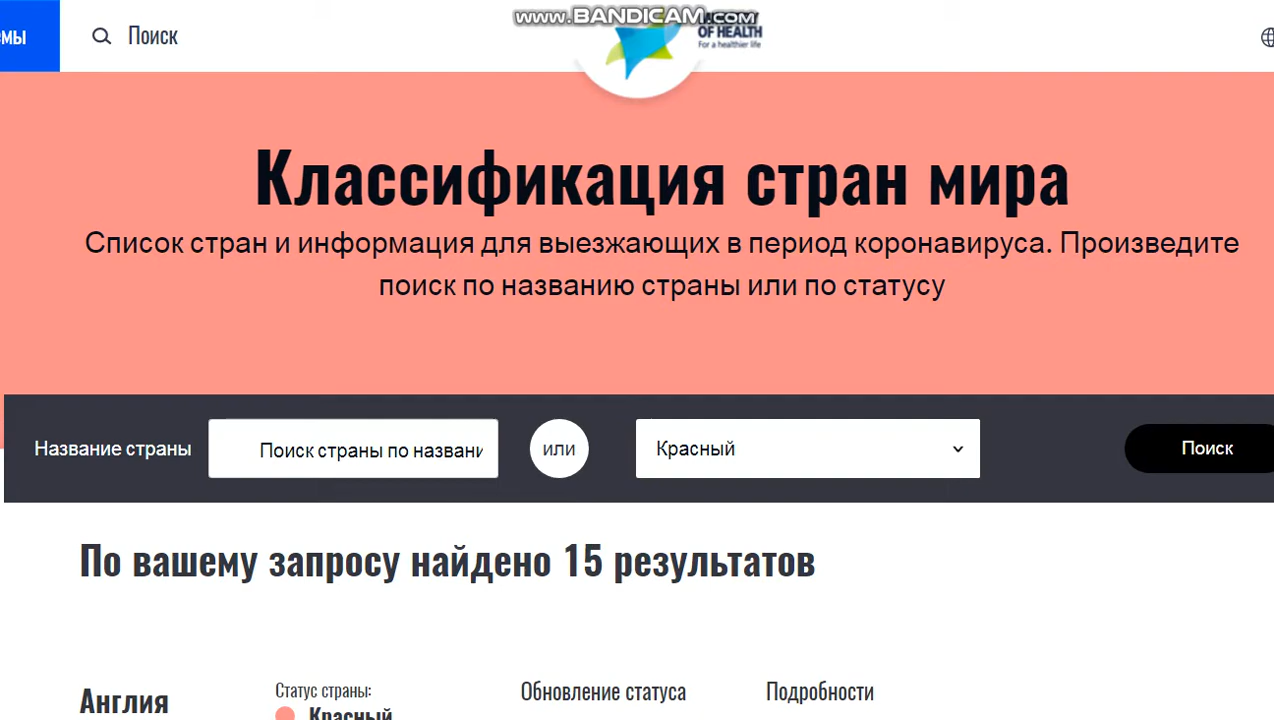 www.BANDICAM.com
Поиск
OF HEALTH
For a healthier life
Классификация стран мира
Список стран и информация для выезжающих в период коронавируса. Произведите
поиск по названию страны или по статусу
Название страны
Поиск страны по названи
или
Красный
Поиск
По вашему запросу найдено 15 результатов
Англия
Статус страны:
Обновление статуса
Подробности
Красный